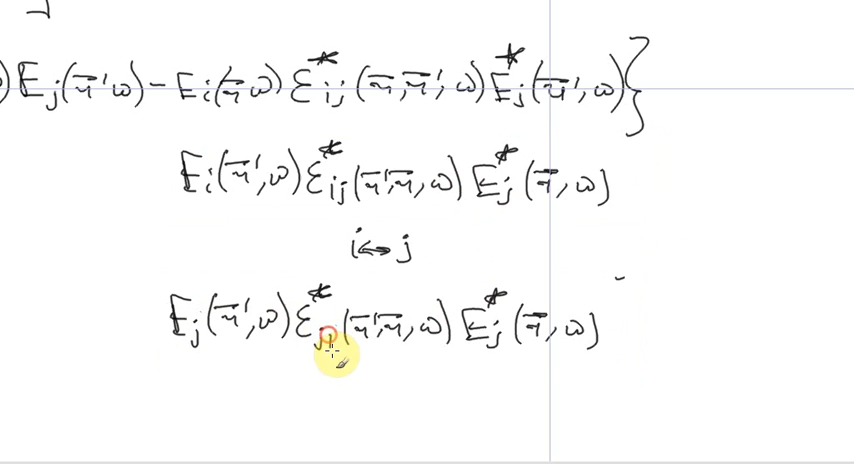 ) E_j(r̄'ω) - E_i(r̄ω) ε*_ij(r̄,r̄',ω) E*_j(r̄',ω)}
E_i(r̄',ω) ε*_ij(r̄',r̄,ω) E*_j(r̄,ω)
i↔j
E_j(r̄',ω) ε*_ji(r̄',r̄,ω) E*_j(r̄,ω)